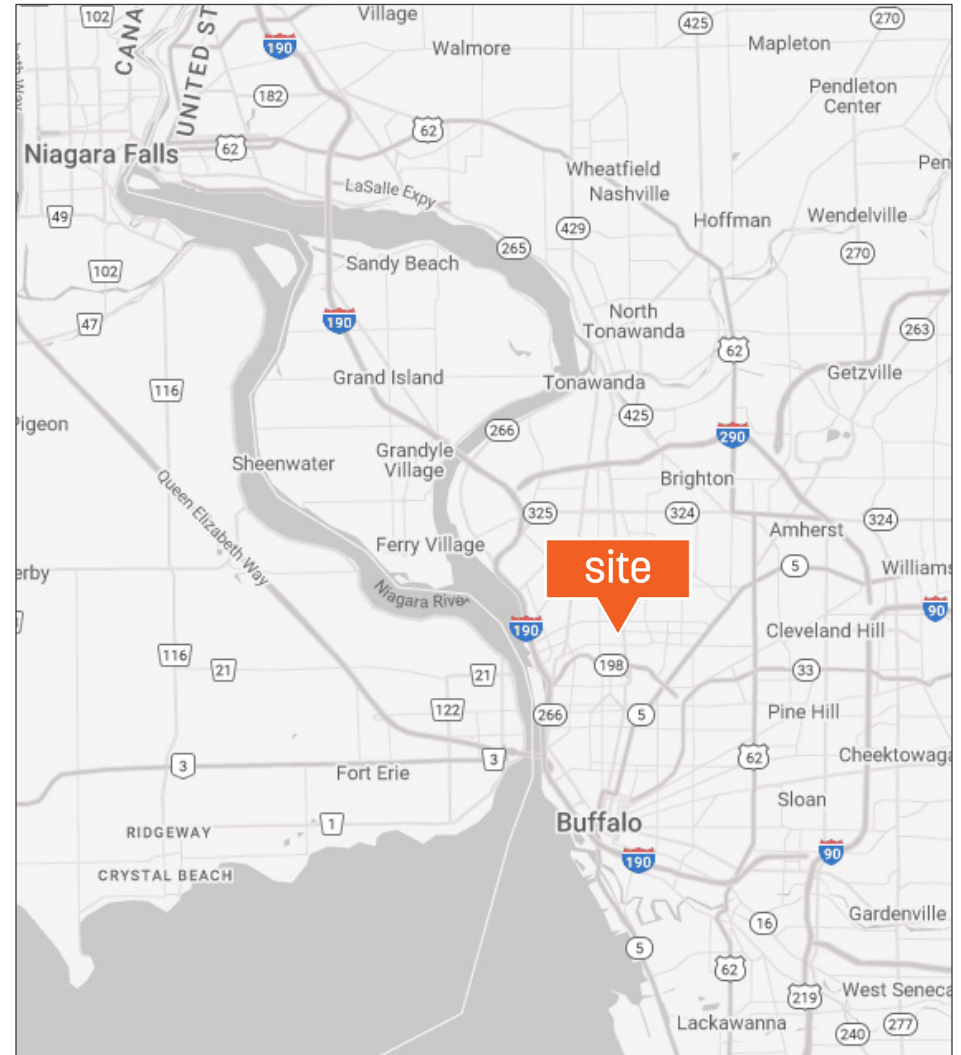 102
CANA
UNITED ST
190
Village
Walmore
425
270
Mapleton
182
62
62
Pendleton
Center
Niagara Falls
Wheatfield
Nashville
Pen
LaSalle Expy
49
429
Hoffman
Wendelville
265
270
102
Sandy Beach
47
190
North
Tonawanda
263
62
Getzville
116
Grand Island
Tonawanda
425
Pigeon
266
290
Grandyle
Village
Sheenwater
Brighton
Queen Elizabeth Way
325
324
324
Amherst
Ferry Village
site
5
erby
Williams
Niagara River
190
90
Cleveland Hill
116
21
21
198
33
122
266
5
Pine Hill
3
3
62
Cheektowaga
Fort Erie
Sloan
1
RIDGEWAY
Buffalo
190
90
CRYSTAL BEACH
16
Gardenville
5
62
219
West Seneca
Lackawanna
240
277